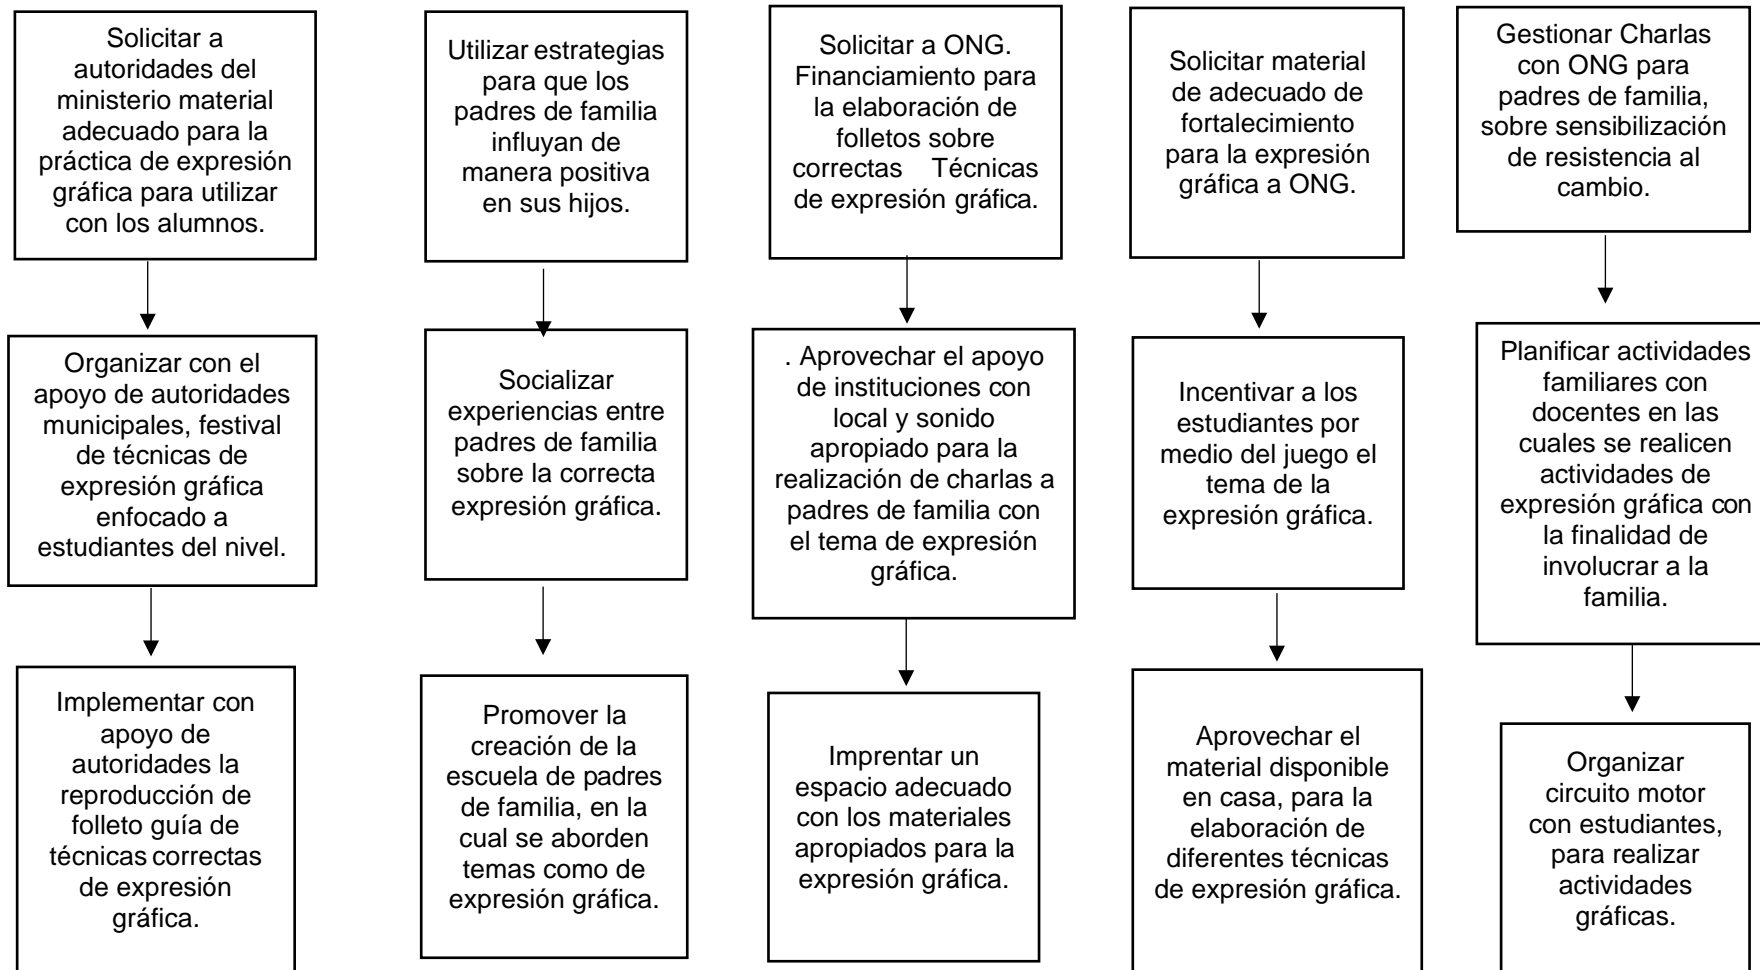 Solicitar a
autoridades del
ministerio material
adecuado para la
práctica de expresión
gráfica para utilizar
con los alumnos.
Utilizar estrategias
para que los
padres de familia
influyan de
manera positiva
en sus hijos.
Solicitar a ONG.
Financiamiento para
la elaboración de
folletos sobre
correctas Técnicas
de expresión gráfica.
Solicitar material
de adecuado de
fortalecimiento
para la expresión
gráfica a ONG.
Gestionar Charlas
con ONG para
padres de familia,
sobre sensibilización
de resistencia al
cambio.
Organizar con el
apoyo de autoridades
municipales, festival
de técnicas de
expresión gráfica
enfocado a
estudiantes del nivel.
Socializar
experiencias entre
padres de familia
sobre la correcta
expresión gráfica.
. Aprovechar el apoyo
de instituciones con
local y sonido
apropiado para la
realización de charlas a
padres de familia con
el tema de expresión
gráfica.
Incentivar a los
estudiantes por
medio del juego el
tema de la
expresión gráfica.
Planificar actividades
familiares con
docentes en las
cuales se realicen
actividades de
expresión gráfica con
la finalidad de
involucrar a la
familia.
Implementar con
apoyo de
autoridades la
reproducción de
folleto guía de
técnicas correctas
de expresión
gráfica.
Promover la
creación de la
escuela de padres
de familia, en la
cual se aborden
temas como de
expresión gráfica.
Imprentar un
espacio adecuado
con los materiales
apropiados para la
expresión gráfica.
Aprovechar el
material disponible
en casa, para la
elaboración de
diferentes técnicas
de expresión gráfica.
Organizar
circuito motor
con estudiantes,
para realizar
actividades
gráficas.